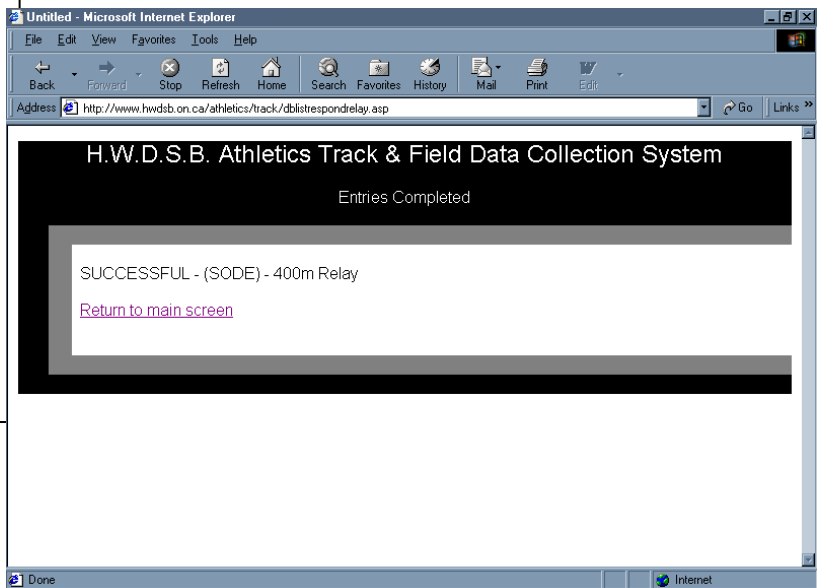 Untitled - Microsoft Internet Explorer
File Edit View Favorites Tools Help
Back Forward Stop Refresh Home Search Favorites History Mail Print Edit
Address http://www.hwdsb.on.ca/athletics/track/dblistrespondrelay.asp Go Links »
H.W.D.S.B. Athletics Track & Field Data Collection System
Entries Completed
SUCCESSFUL - (SODE) - 400m Relay
Return to main screen
Done Internet